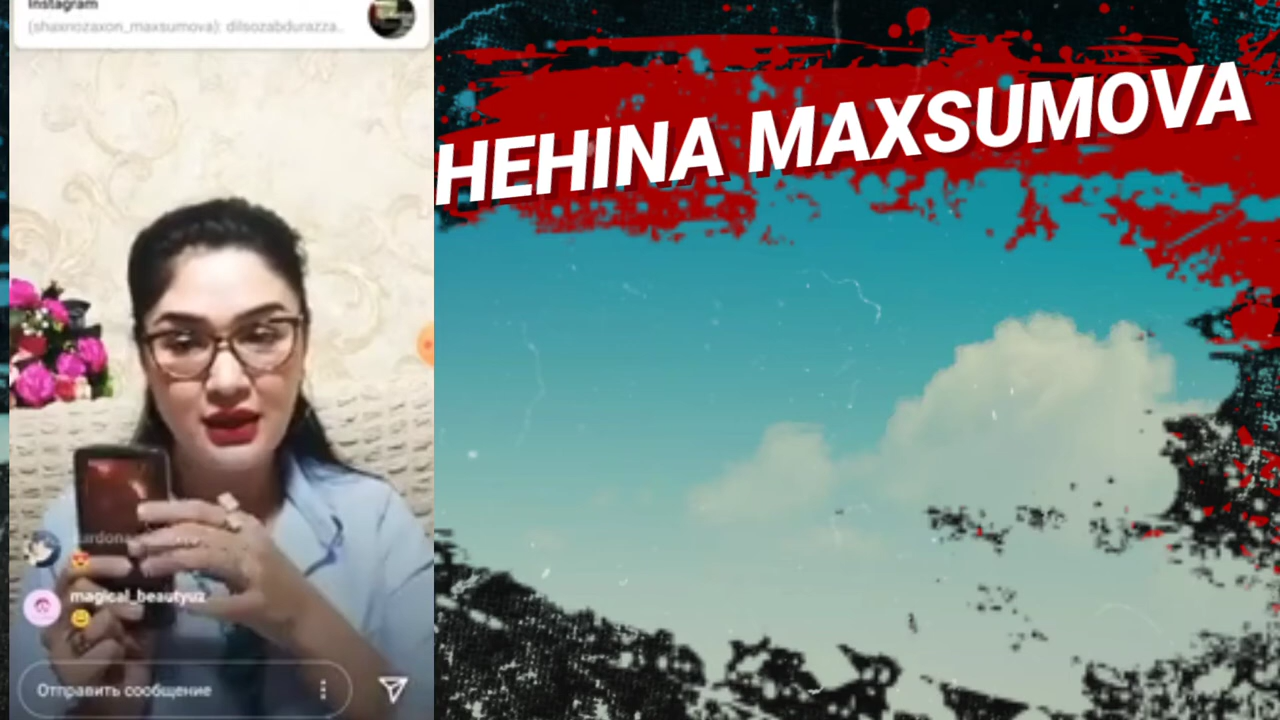 Instagram
(shaxnozaxon_maxsumova): dilsozabdurazza..
HEHINA MAXSUMOVA
magical_beautyuz
Отправить сообщение